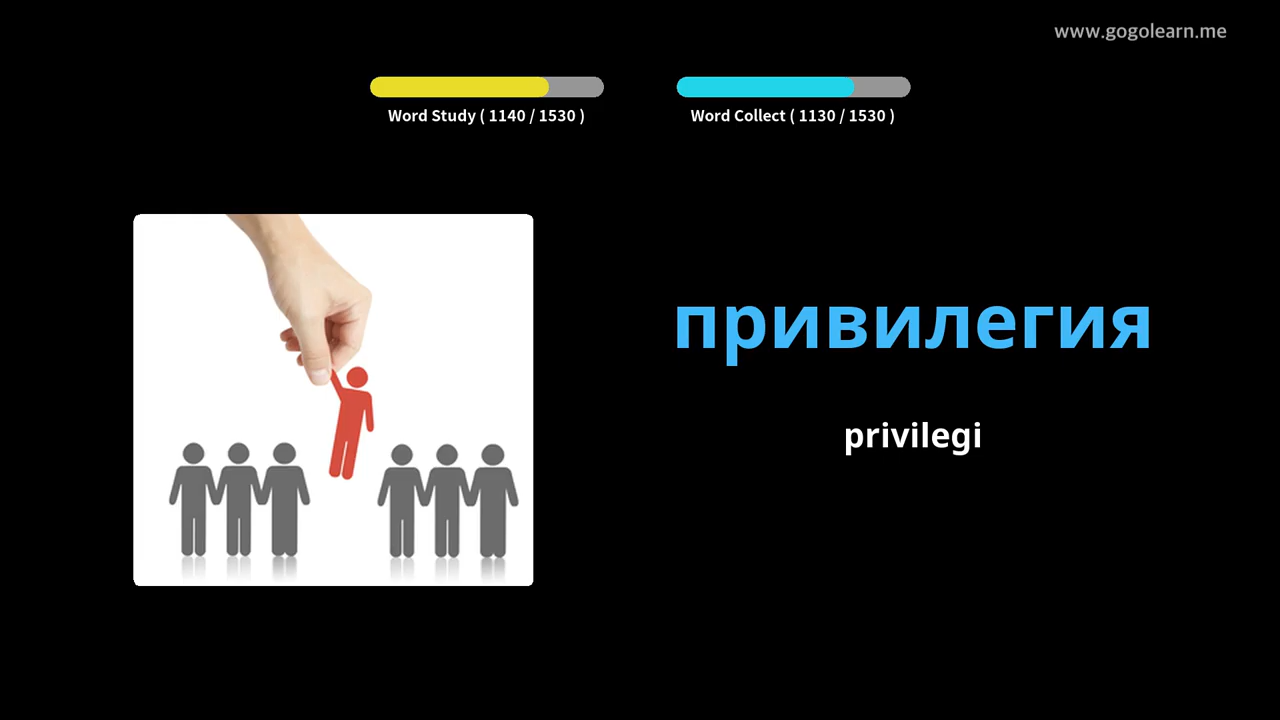 www.gogolearn.me
Word Study ( 1140 / 1530 )
Word Collect ( 1130 / 1530 )
привилегия
privilegi